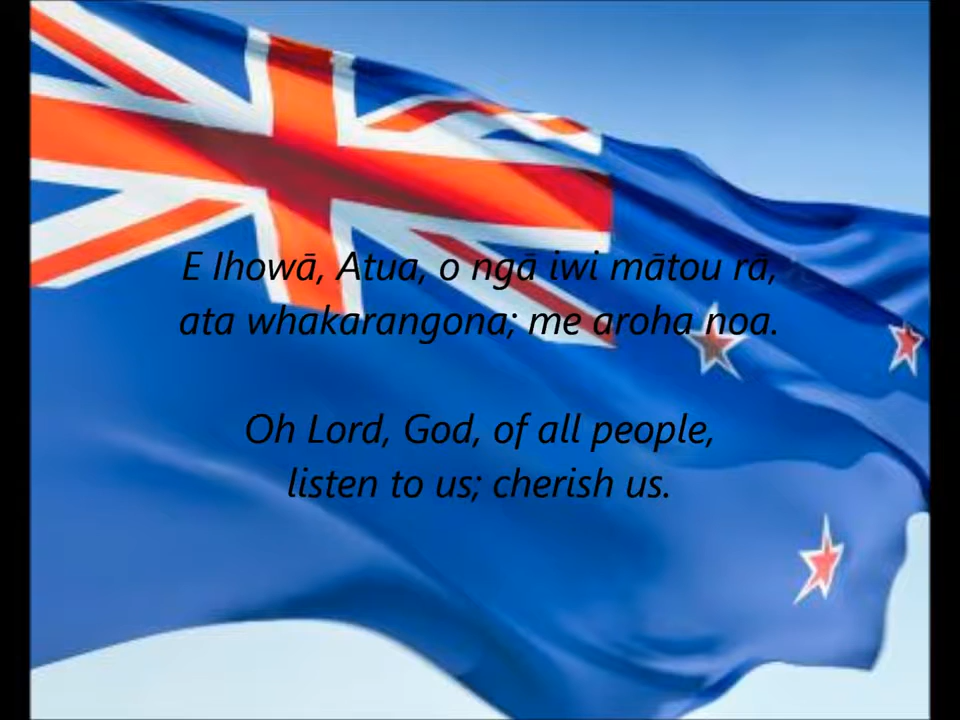 E Ihowā, Atua, o ngā iwi mātou rā,
ata whakarangona; me aroha noa.
Oh Lord, God, of all people,
listen to us; cherish us.